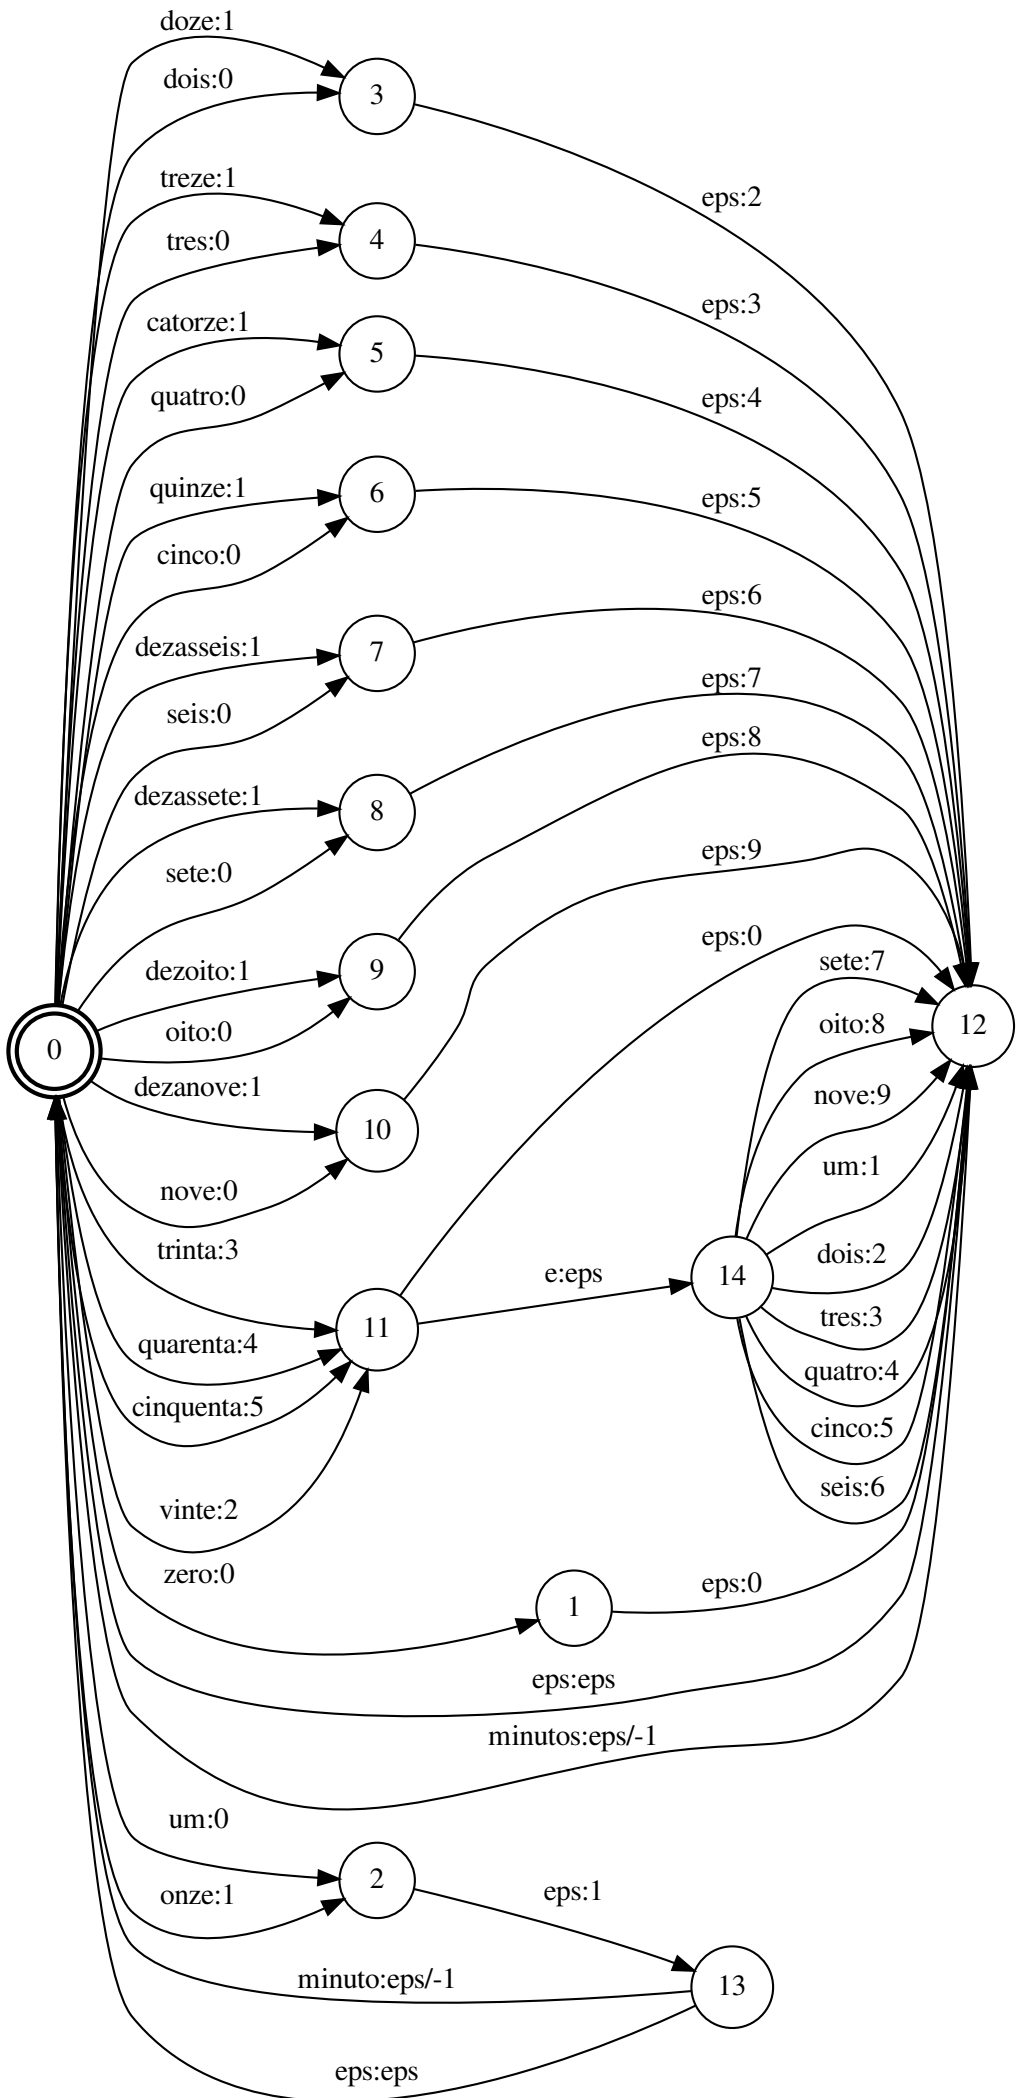 doze:1
dois:0
3
eps:2
treze:1
tres:0
4
eps:3
catorze:1
quatro:0
5
eps:4
quinze:1
cinco:0
6
eps:5
dezasseis:1
seis:0
7
eps:6
dezassete:1
sete:0
8
eps:7
dezoito:1
oito:0
9
eps:8
0
dezanove:1
nove:0
10
eps:9
trinta:3
quarenta:4
cinquenta:5
vinte:2
11
eps:0
e:eps
14
sete:7
oito:8
nove:9
um:1
dois:2
tres:3
quatro:4
cinco:5
seis:6
12
zero:0
1
eps:0
eps:eps
minutos:eps/-1
um:0
onze:1
2
eps:1
minuto:eps/-1
13
eps:eps